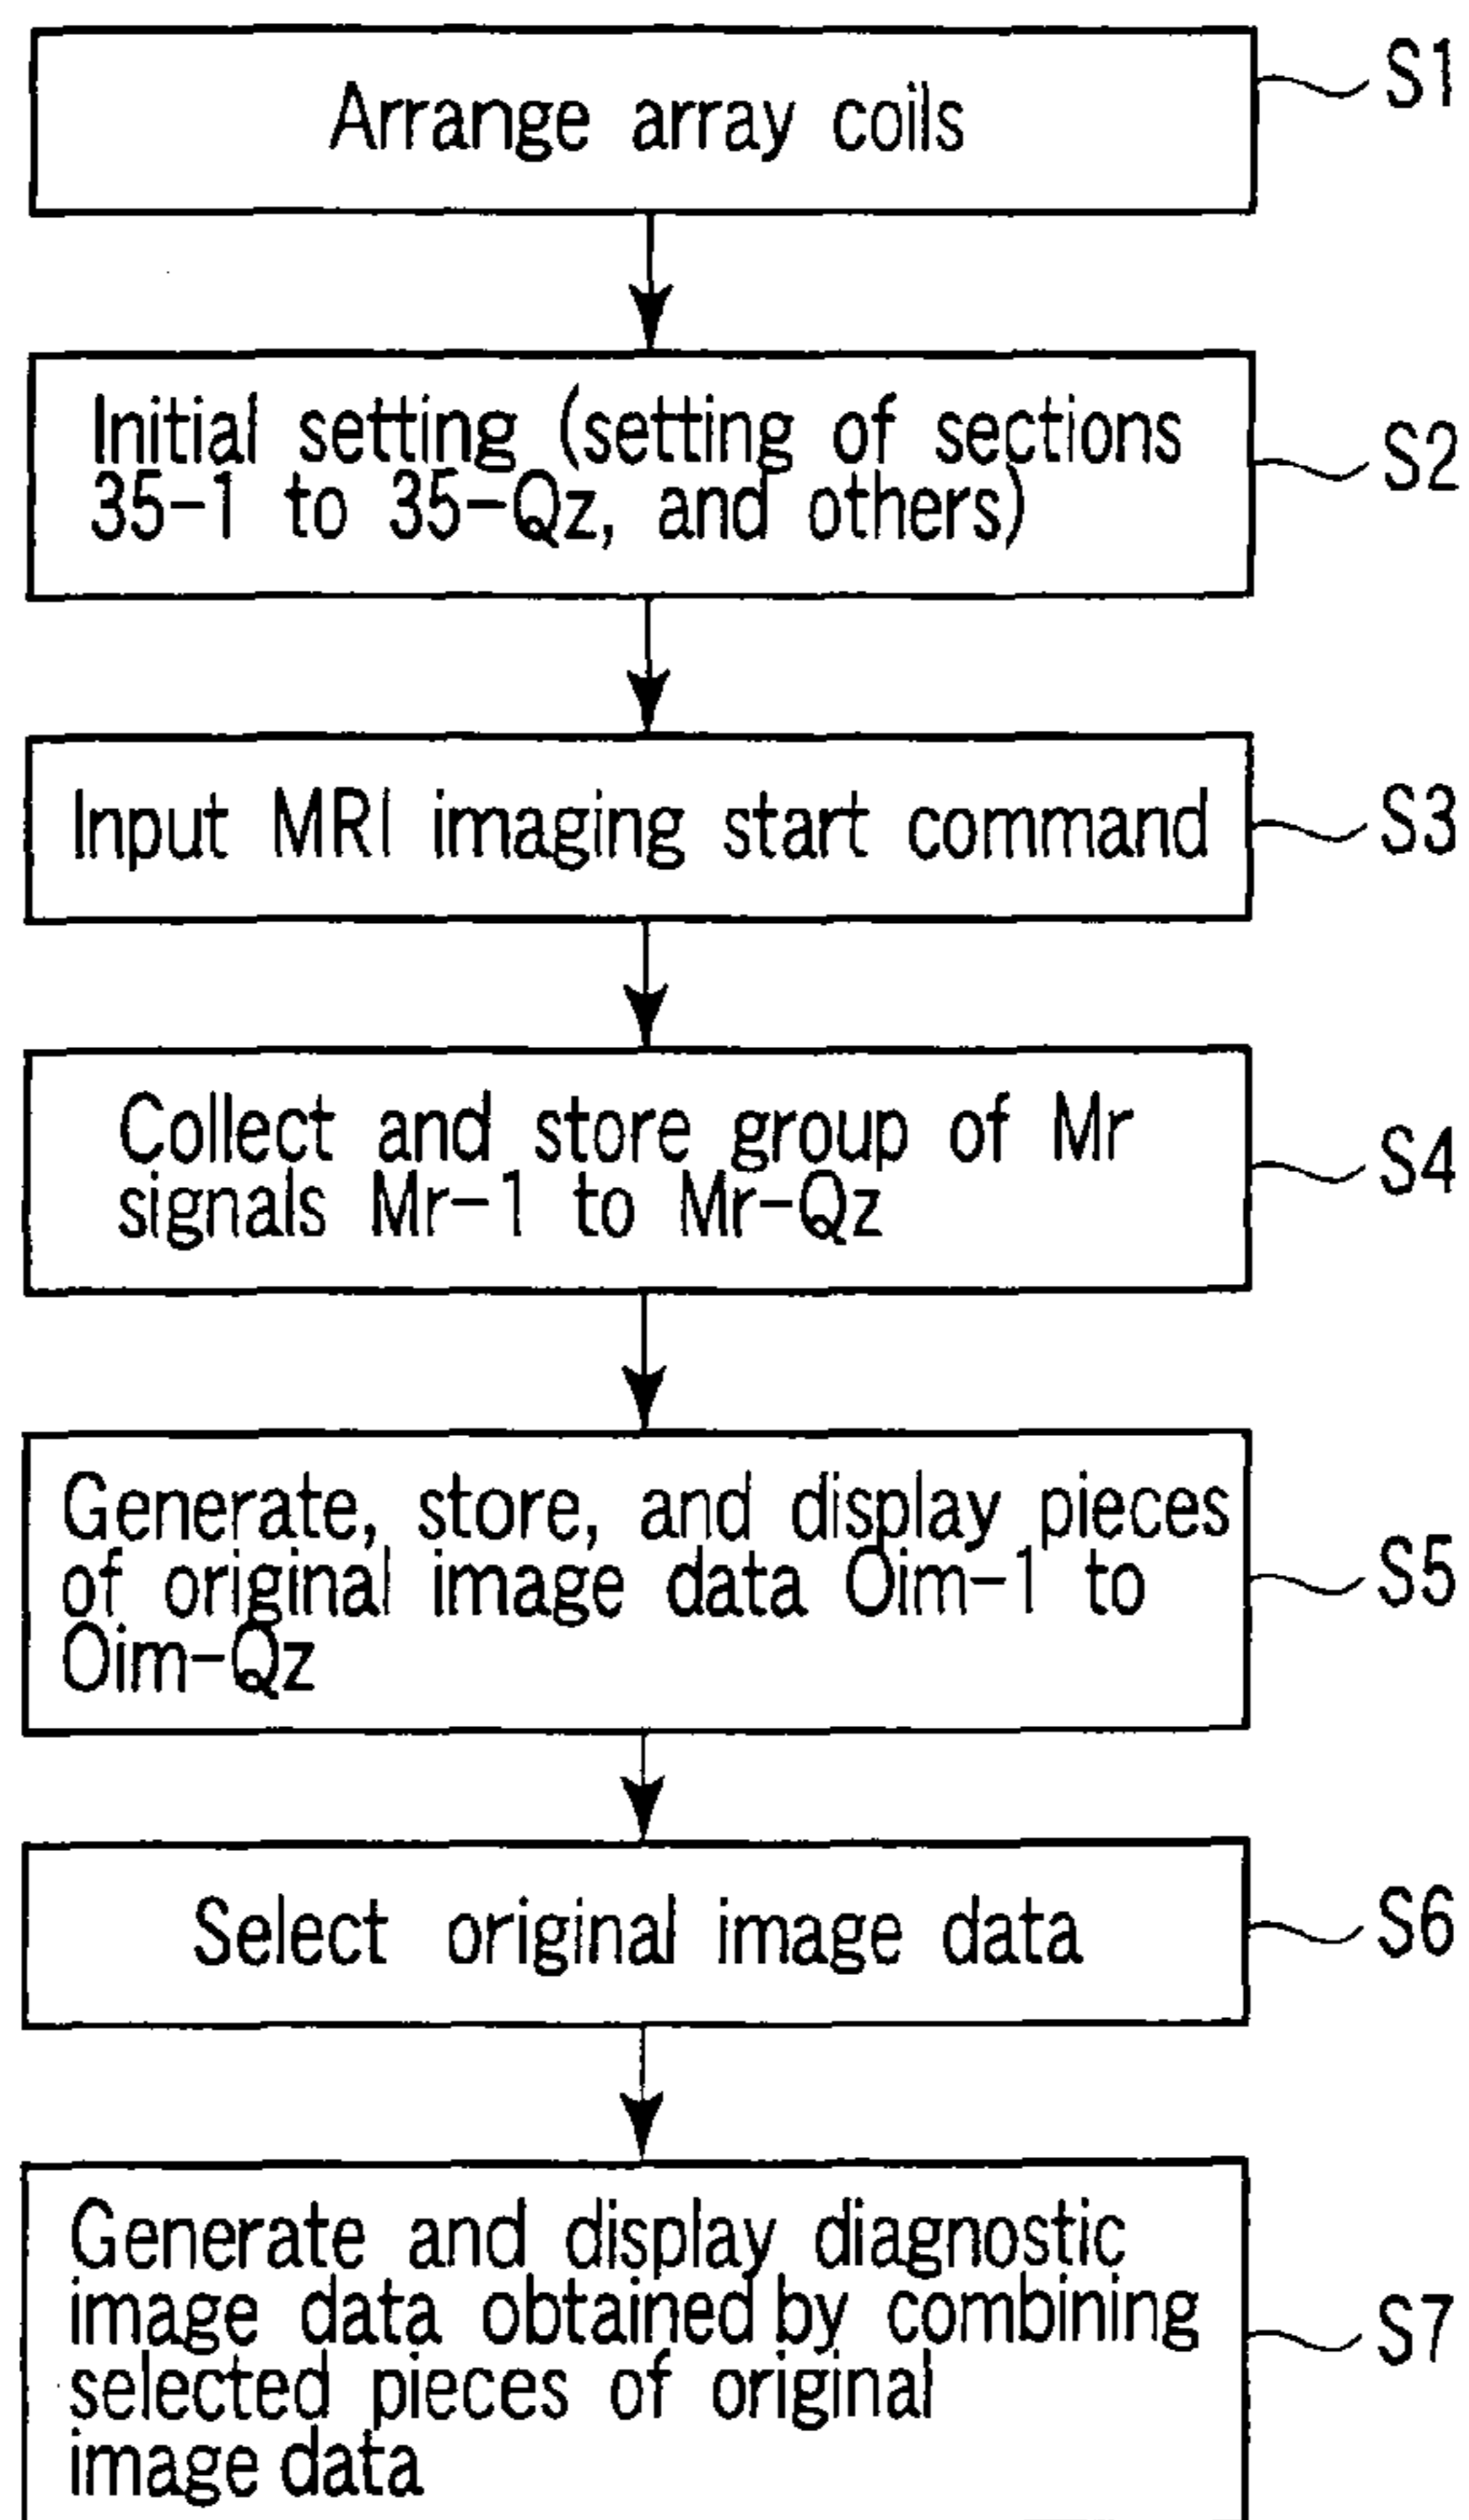 Arrange array coils
S1
Initial setting (setting of sections
35-1 to 35-Qz, and others)
S2
Input MRI imaging start command
S3
Collect and store group of Mr
signals Mr-1 to Mr-Qz
S4
Generate, store, and display pieces
of original image data Oim-1 to
Oim-Qz
S5
Select original image data
S6
Generate and display diagnostic
image data obtained by combining
selected pieces of original
image data
S7